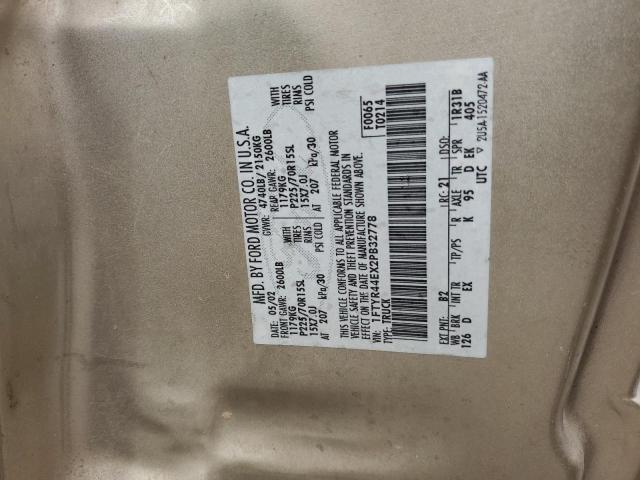 MFD. BY FORD MOTOR CO. IN U.S.A.
DATE: 05/02 GVWR: 4740LB/ 2150KG
FRONT GAWR: 2600LB REAR GAWR: 2600LB
1179KG WITH 1179KG WITH
P225/70R15SL TIRES P225/70R15SL TIRES
15X7.0J RIMS 15X7.0J RIMS
AT 207 kPa/30 PSI COLD AT 207 kPa/30 PSI COLD
THIS VEHICLE CONFORMS TO ALL APPLICABLE FEDERAL MOTOR
VEHICLE SAFETY AND THEFT PREVENTION STANDARDS IN
EFFECT ON THE DATE OF MANUFACTURE SHOWN ABOVE.
VIN: 1FTYR44EX2PB32778 F0065
TYPE: TRUCK T0214
EXT PNT: B2 RC: 21 DSO:
WB BRK INT TR TP/PS R AXLE TR SPR 1R31B
126 D EX K 95 D EK 405
UTC 2U5A-1520472-AA